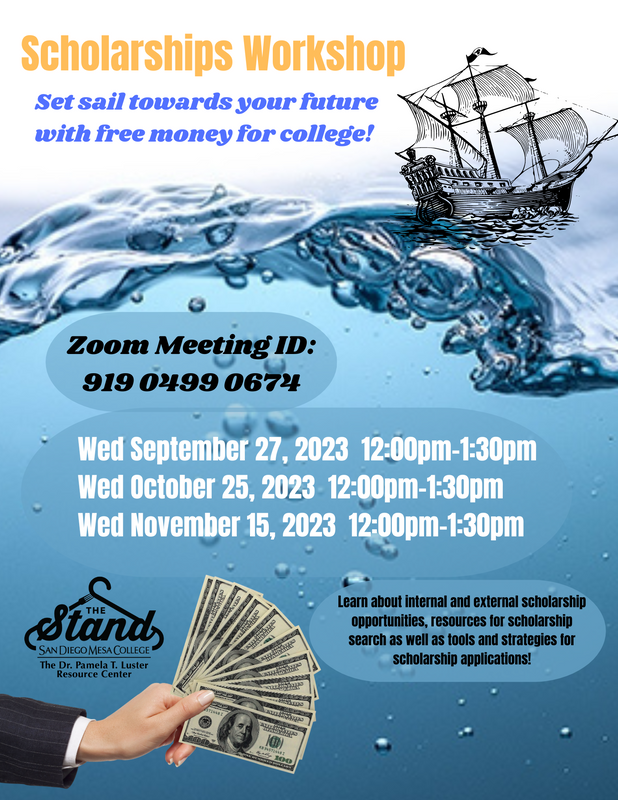 Scholarships Workshop
Set sail towards your future
with free money for college!
Zoom Meeting ID:
919 0499 0674
Wed September 27, 2023 12:00pm-1:30pm
Wed October 25, 2023 12:00pm-1:30pm
Wed November 15, 2023 12:00pm-1:30pm
THE
Stand
SAN DIEGO MESA COLLEGE
The Dr. Pamela T. Luster
Resource Center
Learn about internal and external scholarship
opportunities, resources for scholarship
search as well as tools and strategies for
scholarship applications!
100